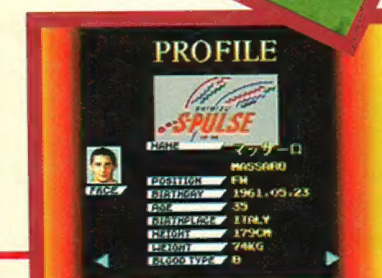 PROFILE
S-PULSE
NAME マッサーロ
MASSARO
FACE
POSITION FW
BIRTHDAY 1961.05.23
AGE 35
BIRTHPLACE ITALY
HEIGHT 179CM
WEIGHT 74KG
BLOOD TYPE B